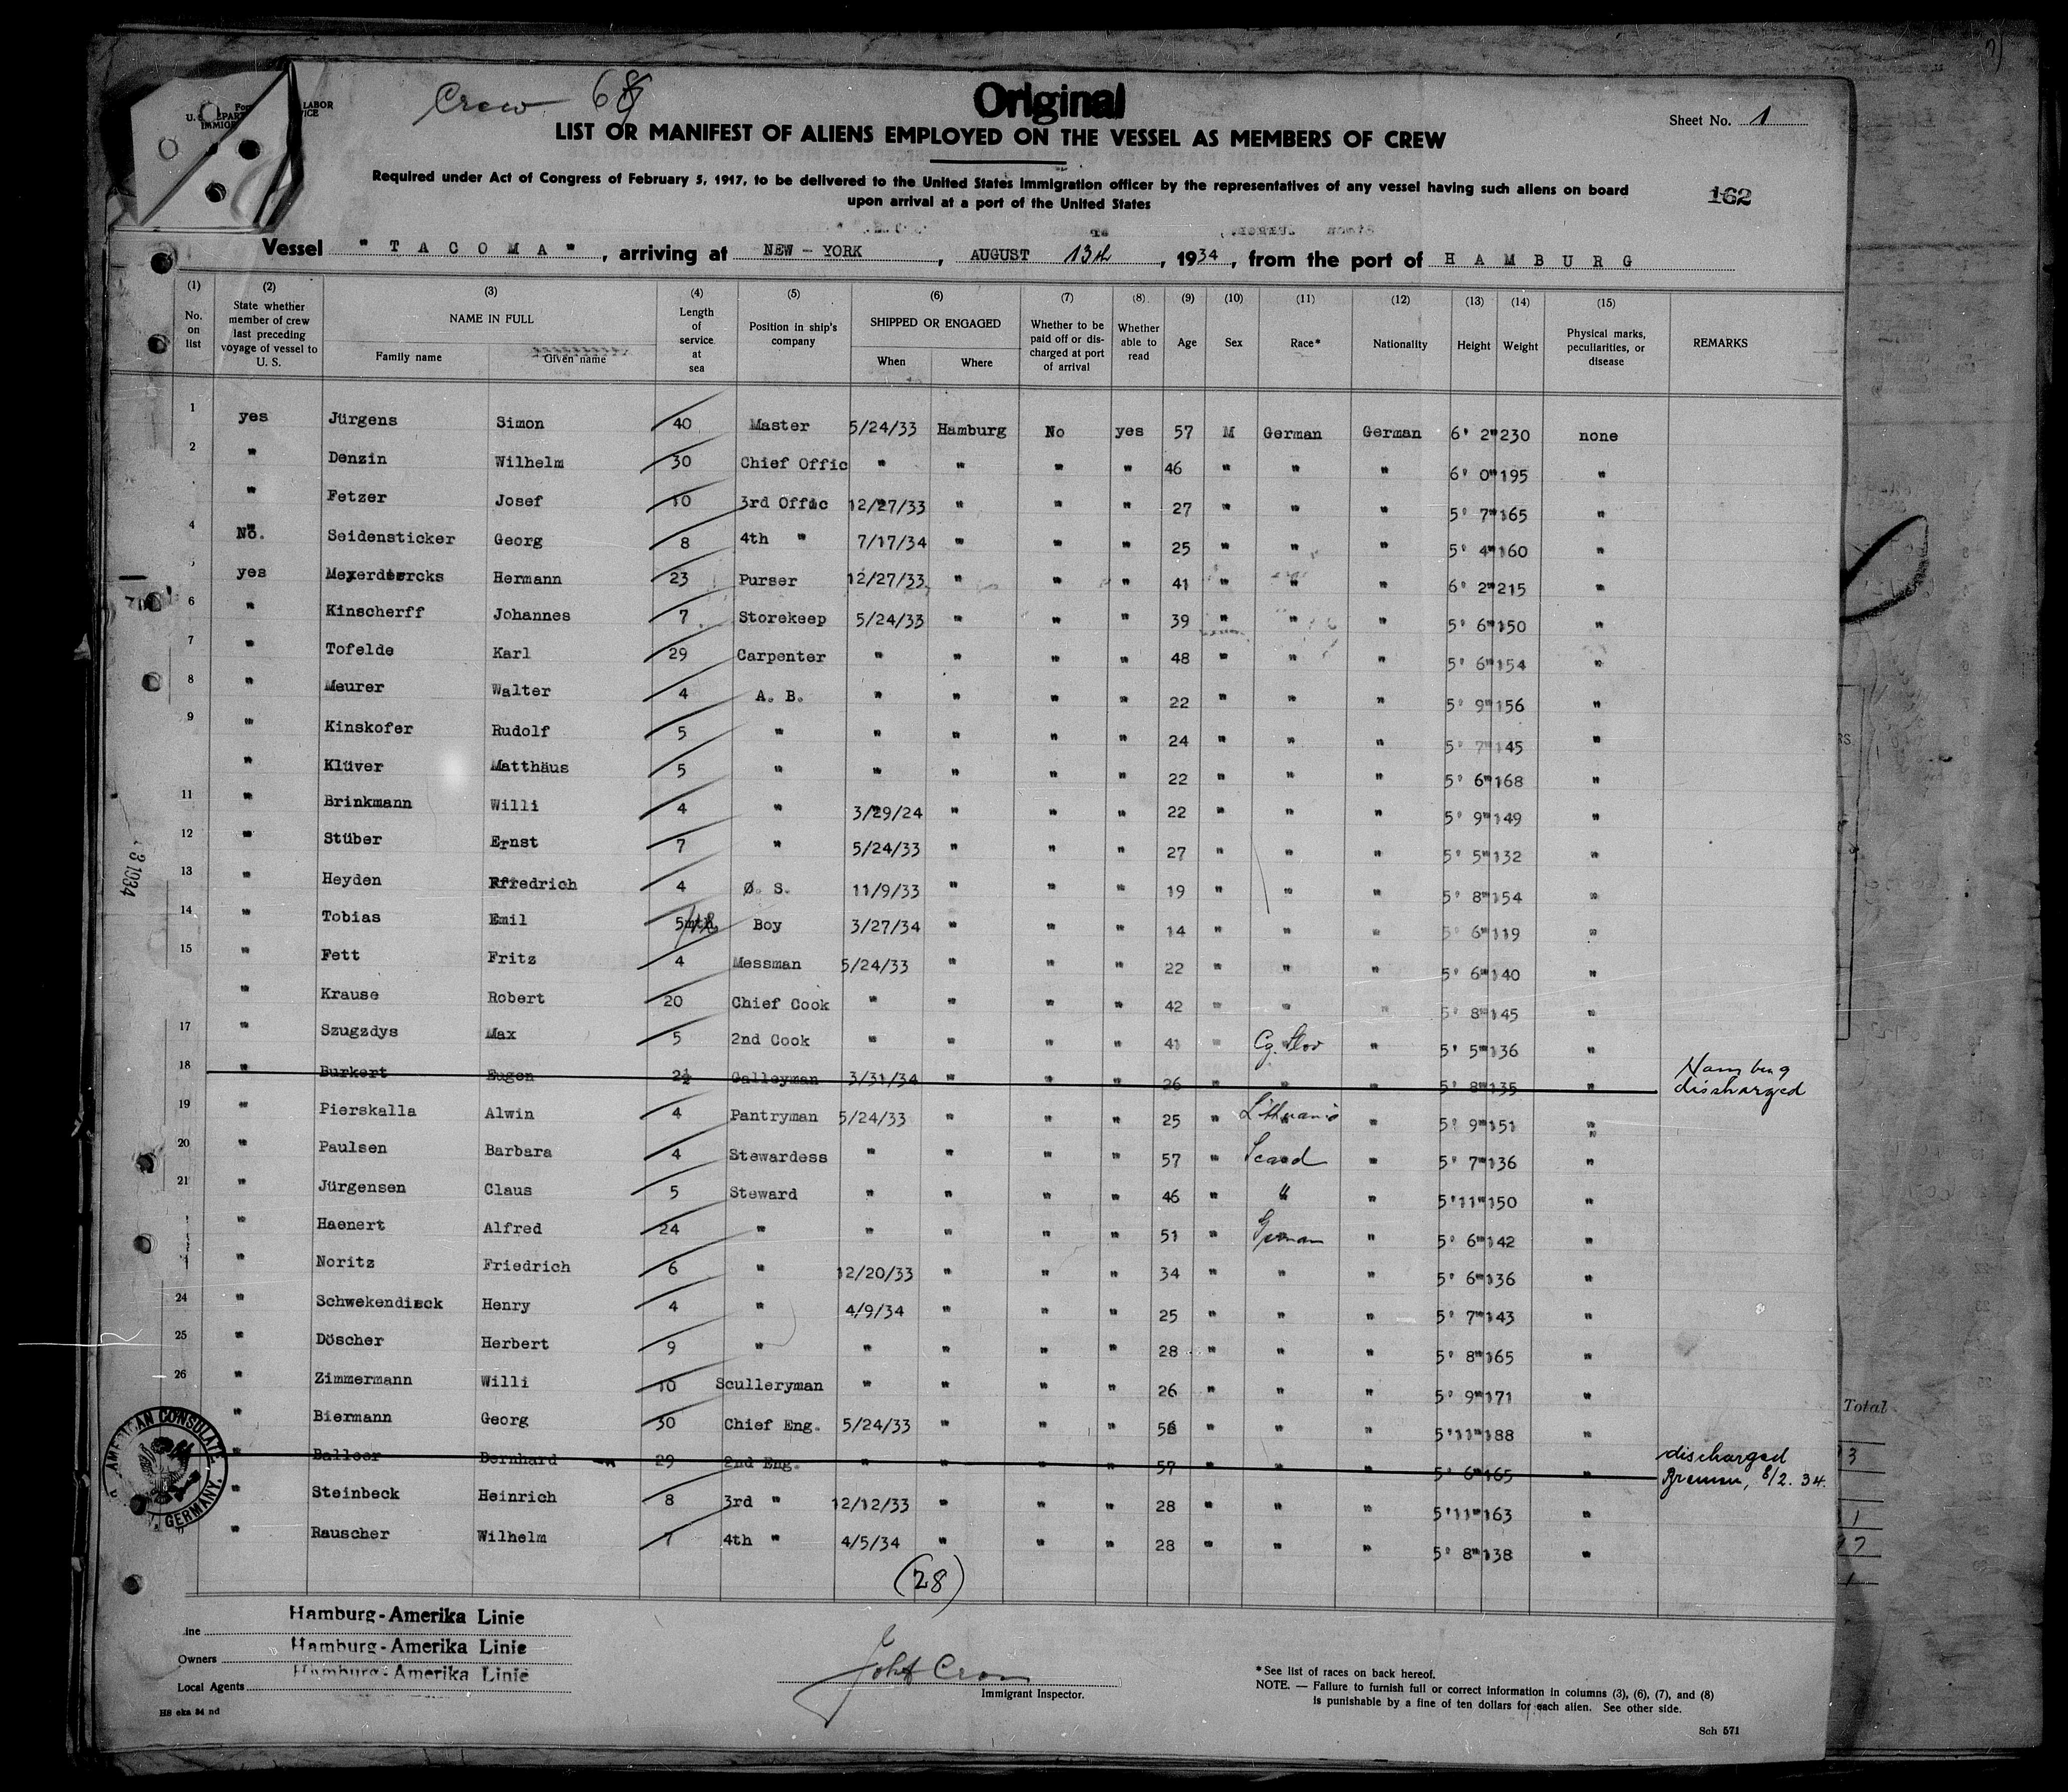 Crew 68
Original
Sheet No. 1
LIST OR MANIFEST OF ALIENS EMPLOYED ON THE VESSEL AS MEMBERS OF CREW
Required under Act of Congress of February 5, 1917, to be delivered to the United States immigration officer by the representatives of any vessel having such aliens on board
upon arrival at a port of the United States
162
Vessel "TACOMA", arriving at NEW-YORK, AUGUST 13th, 1934, from the port of HAMBURG
(1) No. on list (2) State whether member of crew last preceding voyage of vessel to U. S. (3) NAME IN FULL Family name Given name (4) Length of service at sea (5) Position in ship's company (6) SHIPPED OR ENGAGED When Where (7) Whether to be paid off or discharged at port of arrival (8) Whether able to read (9) Age (10) Sex (11) Race* (12) Nationality (13) Height (14) Weight (15) Physical marks, peculiarities, or disease REMARKS
1 yes Jürgens Simon 40 Master 5/24/33 Hamburg No yes 57 M German German 6' 2" 230 none
2 " Denzin Wilhelm 30 Chief Offic " " " " 46 " " " 6' 0" 195 "
" Fetzer Josef 10 3rd Offic 12/27/33 " " " 27 " " " 5' 7" 165 "
4 No. Seidensticker Georg 8 4th " 7/17/34 " " " 25 " " " 5' 4" 160 "
yes Hermann 23 Purser 12/27/33 " " " 41 " " " 6' 2" 215 "
6 " Kinscherff Johannes 7 Storekeep 5/24/33 " " " 39 " " " 5' 6" 150 "
7 " Tofelde Karl 29 Carpenter " " " " 48 " " " 5' 6" 154 "
8 " Meurer Walter 4 A. B. " " " " 22 " " " 5' 9" 156 "
9 " Kinskofer Rudolf 5 " " " " " 24 " " " 5' 7" 145 "
" Klüver Matthäus 5 " " " " " 22 " " " 5' 6" 168 "
11 " Brinkmann Willi 4 " 3/29/24 " " " 22 " " " 5' 9" 149 "
12 " Stüber Ernst 7 " 5/24/33 " " " 27 " " " 5' 5" 132 "
13 " Heyden Friedrich 4 O. S. 11/9/33 " " " 19 " " " 5' 8" 154 "
14 " Tobias Emil 5mth Boy 3/27/34 " " " 14 " " " 5' 6" 119 "
15 " Fett Fritz 4 Messman 5/24/33 " " " 22 " " " 5' 6" 140 "
" Krause Robert 20 Chief Cook " " " " 42 " " " 5' 8" 145 "
17 " Szugzdys Max 5 2nd Cook " " " " 41 " " 5' 5" 136 "
18 " Burkert Eugen 2½ Galleyman 3/31/34 " " " 26 " " " 5' 8" 135 " Hamburg discharged
19 " Pierskalla Alwin 4 Pantryman 5/24/33 " " " 25 " Lithuania " 5' 9" 151 "
20 " Paulsen Barbara 4 Stewardess " " " " 57 " Scand " 5' 7" 136 "
21 " Jürgensen Claus 5 Steward " " " " 46 " " " 5'11" 150 "
" Haenert Alfred 24 " " " " " 51 " German " 5' 6" 142 "
" Noritz Friedrich 6 " 12/20/33 " " " 34 " " " 5' 6" 136 "
24 " Schwekendieck Henry 4 " 4/9/34 " " " 25 " " " 5' 7" 143 "
25 " Döscher Herbert 9 " " " " " 28 " " " 5' 8" 165 "
26 " Zimmermann Willi 10 Sculleryman " " " " 26 " " " 5' 9" 171 "
" Biermann Georg 30 Chief Eng. 5/24/33 " " " 56 " " " 5'11" 188 "
" Balleer Bernhard 29 2nd Eng. " " " " 57 " " " 5' 6" 165 " discharged Bremen, 8/2. 34.
" Steinbeck Heinrich 8 3rd " 12/12/33 " " " 28 " " " 5'11" 163 "
" Rauscher Wilhelm 7 4th " 4/5/34 " " " 28 " " " 5' 8" 138 "
(28)
AMERICAN CONSULATE GERMANY.
Line Hamburg-Amerika Linie
Owners Hamburg-Amerika Linie
Local Agents Hamburg-Amerika Linie
Immigrant Inspector.
*See list of races on back hereof.
NOTE. — Failure to furnish full or correct information in columns (3), (6), (7), and (8)
is punishable by a fine of ten dollars for each alien. See other side.
Sch 571
Total